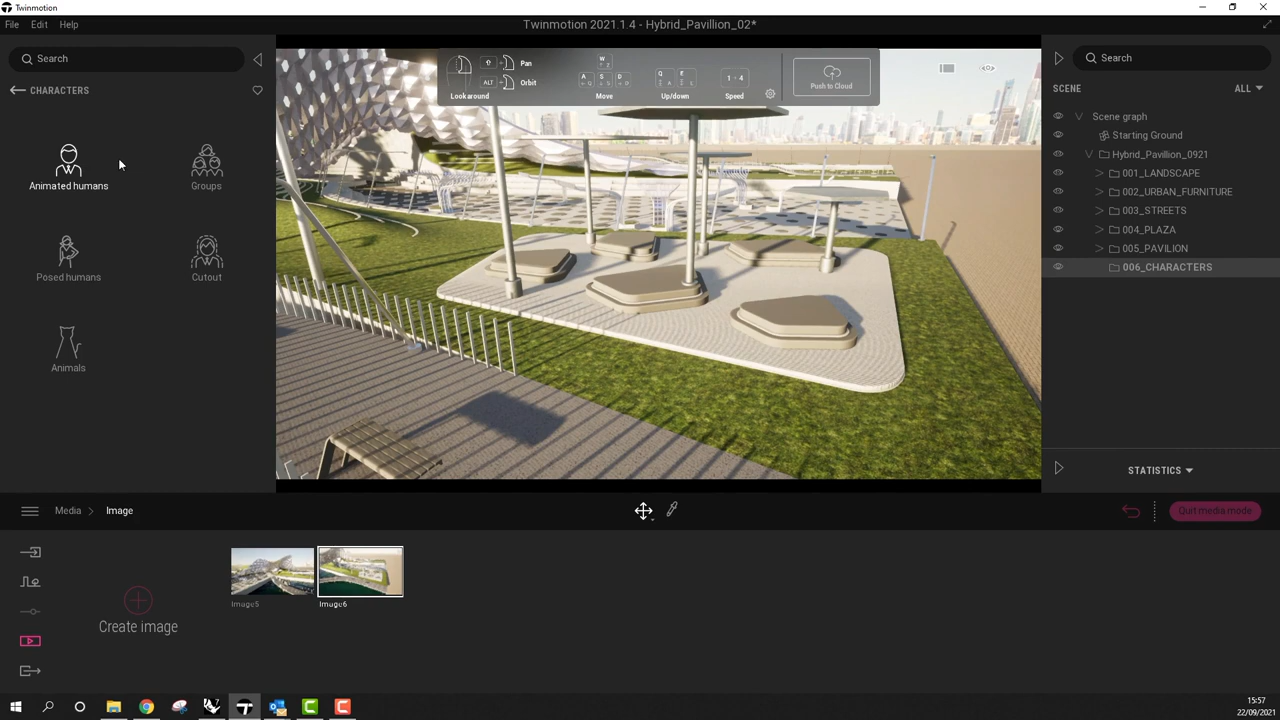 Twinmotion
File Edit Help
Twinmotion 2021.1.4 - Hybrid_Pavillion_02*
Search
CHARACTERS
Animated humans
Groups
Posed humans
Cutout
Animals
Pan
ALT
Orbit
Look around
W
A S D
Move
Q E
Up/down
1 - 4
Speed
Push to Cloud
Search
SCENE
ALL
Scene graph
Starting Ground
Hybrid_Pavillion_0921
001_LANDSCAPE
002_URBAN_FURNITURE
003_STREETS
004_PLAZA
005_PAVILION
006_CHARACTERS
STATISTICS
Media
Image
Quit media mode
Create image
Image5
Image6
15:57
22/09/2021